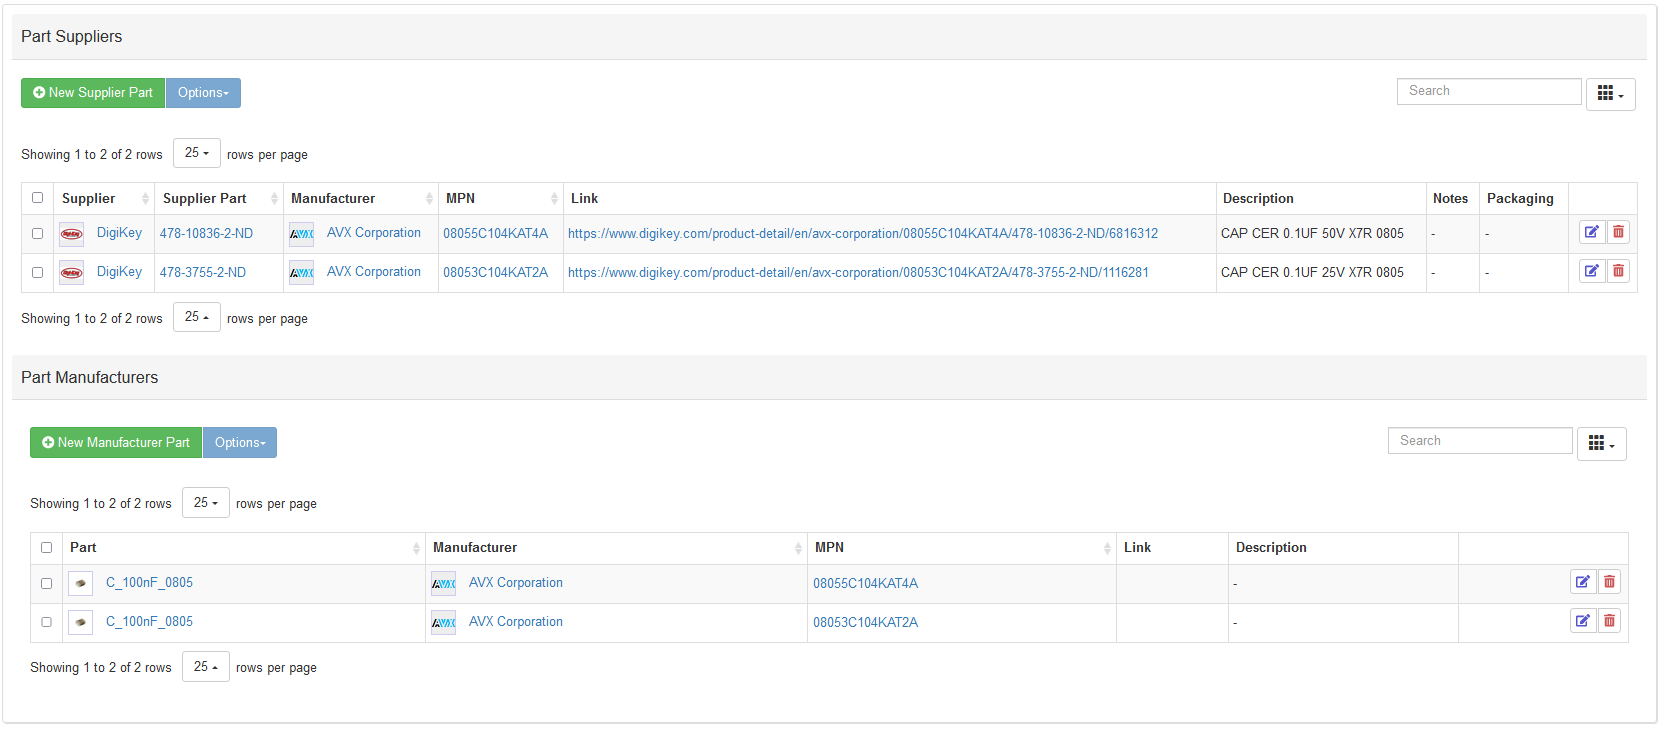 Part Suppliers
New Supplier Part Options Search
Showing 1 to 2 of 2 rows 25 rows per page
Supplier Supplier Part Manufacturer MPN Link Description Notes Packaging
DigiKey 478-10836-2-ND AVX Corporation 08055C104KAT4A https://www.digikey.com/product-detail/en/avx-corporation/08055C104KAT4A/478-10836-2-ND/6816312 CAP CER 0.1UF 50V X7R 0805 - -
DigiKey 478-3755-2-ND AVX Corporation 08053C104KAT2A https://www.digikey.com/product-detail/en/avx-corporation/08053C104KAT2A/478-3755-2-ND/1116281 CAP CER 0.1UF 25V X7R 0805 - -
Showing 1 to 2 of 2 rows 25 rows per page
Part Manufacturers
New Manufacturer Part Options Search
Showing 1 to 2 of 2 rows 25 rows per page
Part Manufacturer MPN Link Description
C_100nF_0805 AVX Corporation 08055C104KAT4A -
C_100nF_0805 AVX Corporation 08053C104KAT2A -
Showing 1 to 2 of 2 rows 25 rows per page